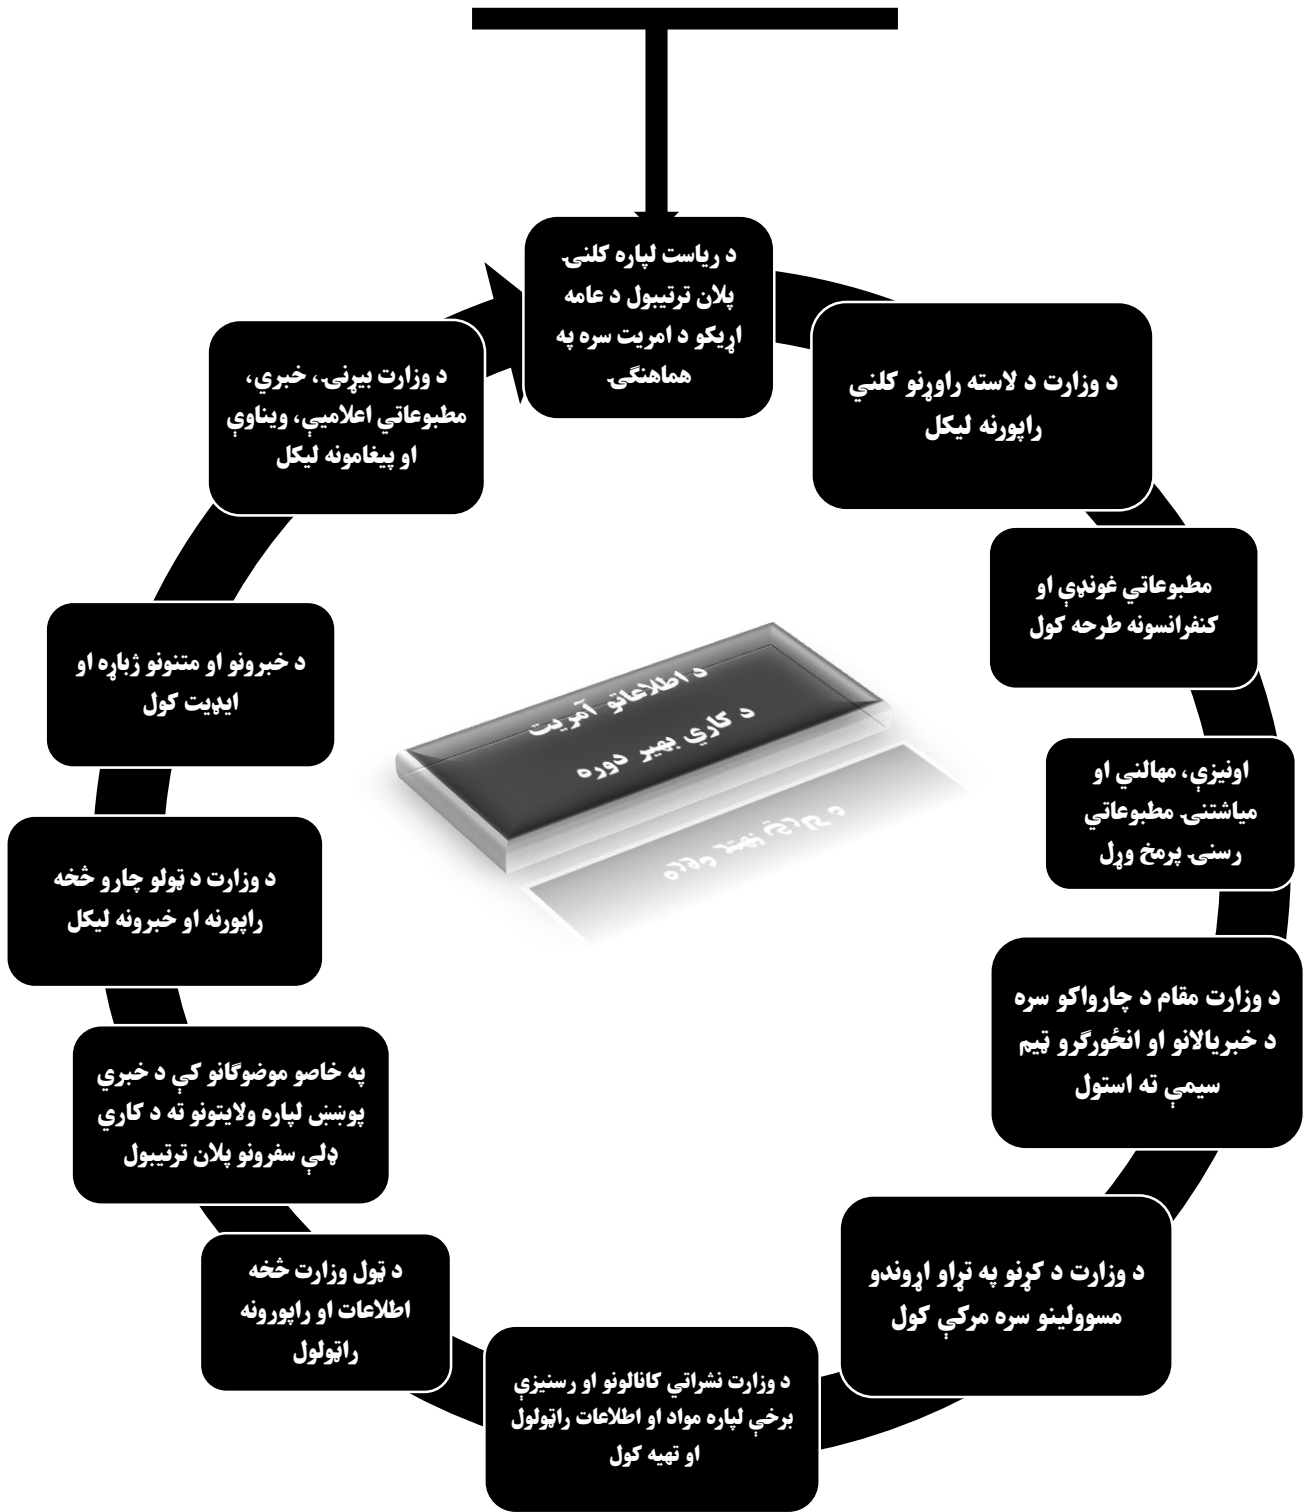 د ریاست لپاره کلنۍ
پلان ترتیبول د عامه
اړیکو د امریت سره په
هماهنګۍ
د وزارت د لاسته راوړنو کلني
راپورنه لیکل
مطبوعاتي غونډې او
کنفرانسونه طرحه کول
اونیزې، مهالني او
میاشتنۍ مطبوعاتي
رسنۍ پرمخ وړل
د وزارت مقام د چارواکو سره
د خبریالانو او انځورګرو ټیم
سیمې ته استول
د وزارت د کړنو په تړاو اړوندو
مسوولینو سره مرکې کول
د وزارت نشراتي کانالونو او رسنیزې
برخې لپاره مواد او اطلاعات راټولول
او تهیه کول
د ټول وزارت څخه
اطلاعات او راپورونه
راټولول
په خاصو موضوګانو کې د خبري
پوښښ لپاره ولایتونو ته د کاري
ډلې سفرونو پلان ترتیبول
د وزارت د ټولو چارو څخه
راپورنه او خبرونه لیکل
د خبرونو او متنونو ژباړه او
ایډیټ کول
د وزارت بیړنۍ، خبري،
مطبوعاتي اعلامیې، ویناوې
او پیغامونه لیکل
د اطلاعاتو آمریت
د کاري بهیر دوره